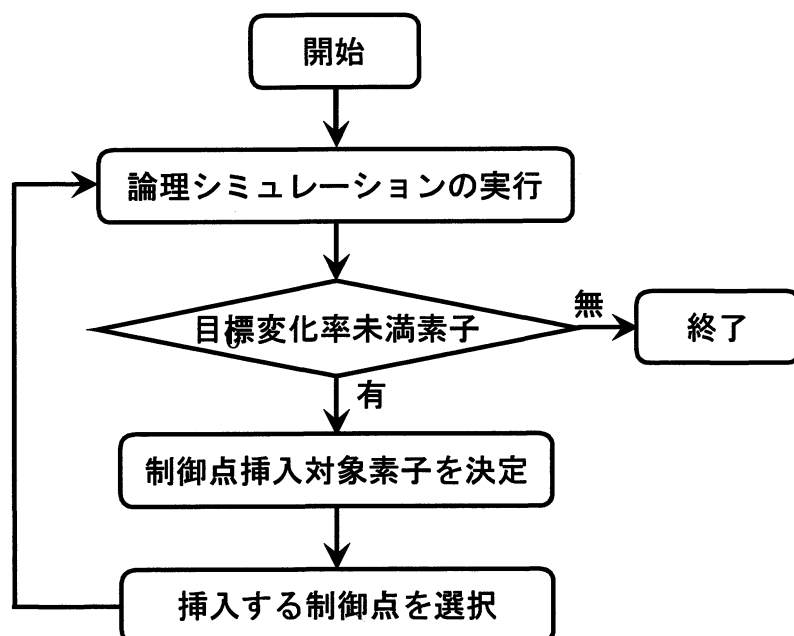 開始
論理シミュレーションの実行
目標変化率未満素子
無
終了
有
制御点挿入対象素子を決定
挿入する制御点を選択